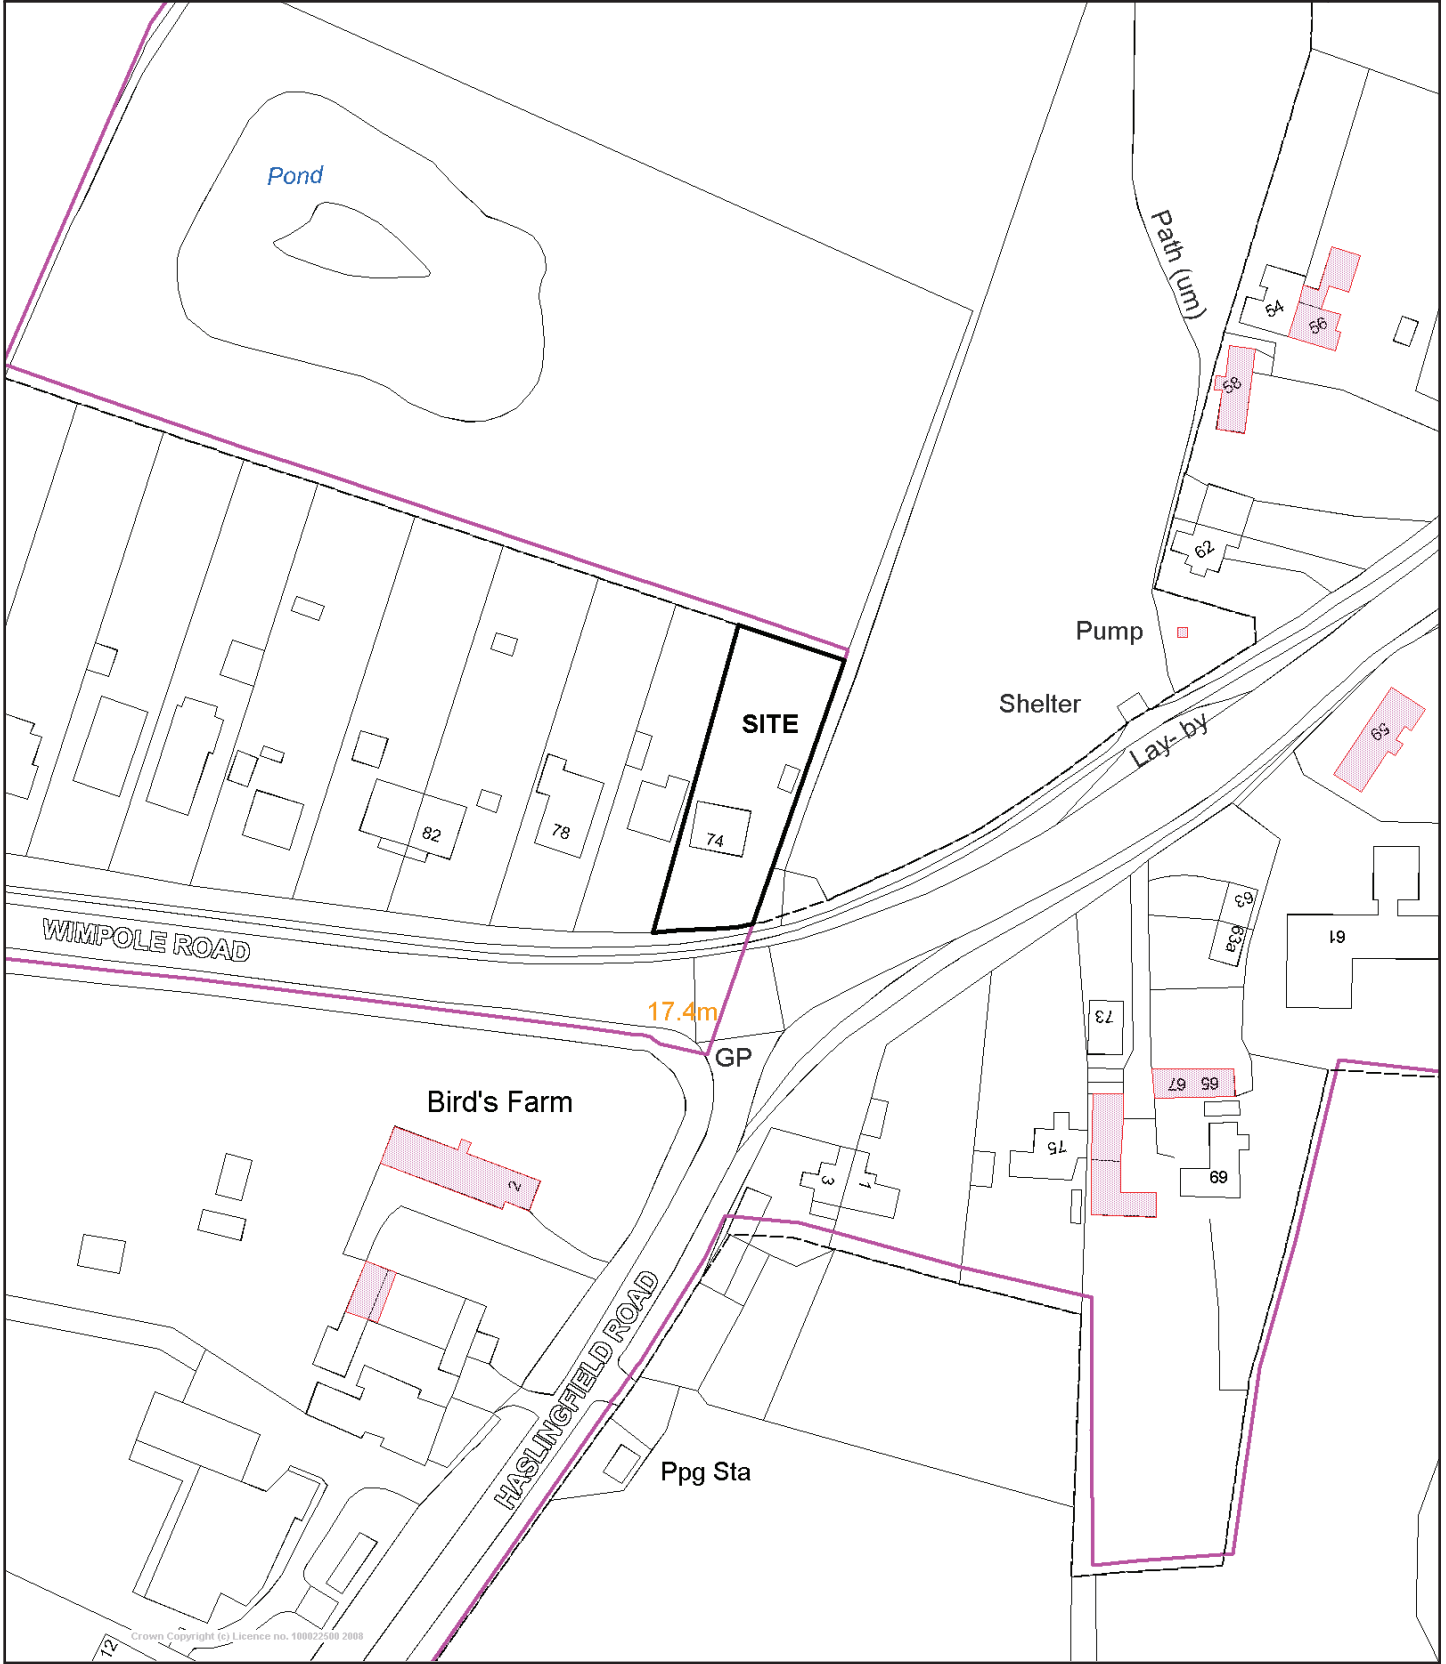 Pond
Path (um)
54
56
58
62
Pump
Shelter
Lay- by
59
SITE
74
78
82
63
63a
61
WIMPOLE ROAD
17.4m
GP
73
67 65
75
69
Bird's Farm
2
3
1
HASLINGFIELD ROAD
Ppg Sta
12
Crown Copyright (c) Licence no. 100022500 2008